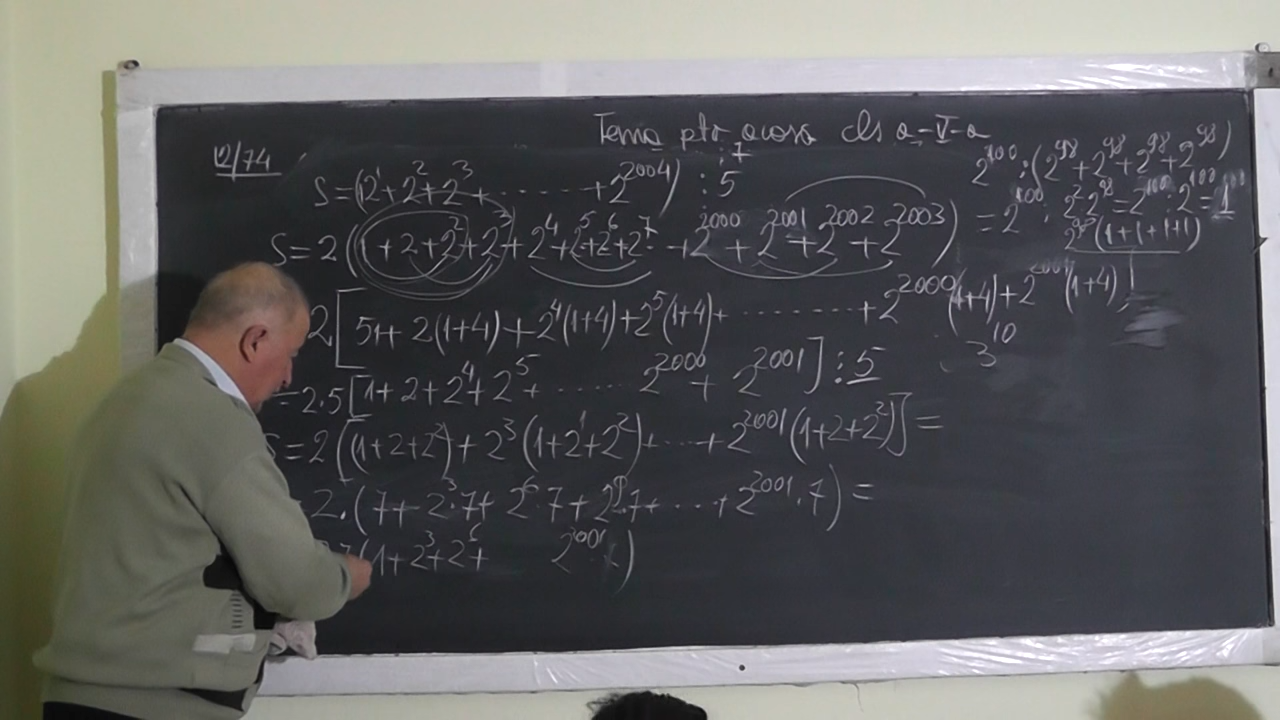 Tema ptr acasa cls a-V-a
12/74
S=(2¹+2²+2³+.......+2²⁰⁰⁴) :5 :7
S=2(1+2+2²+2³+2⁴+2⁵+2⁶+2⁷..+2²⁰⁰⁰+2²⁰⁰¹+2²⁰⁰²+2²⁰⁰³)
2[5+ 2(1+4)+2⁴(1+4)+2⁵(1+4)+.........+2²⁰⁰⁰(1+4)+2²⁰⁰¹(1+4)]
=2.5[1+2+2⁴+2⁵+......2²⁰⁰⁰+2²⁰⁰¹]:5
S=2((1+2+2²)+2³(1+2¹+2²)+....+2²⁰⁰¹(1+2+2²)]=
2.(7+2³.7+2⁶.7+2⁹.7+....+2²⁰⁰¹.7)=
(1+2³+2⁶+ 2²⁰⁰¹)
2¹⁰⁰:(2⁹⁸+2⁹⁸+2⁹⁸+2⁹⁸)
=2¹⁰⁰:2².2⁹⁸=2¹⁰⁰:2¹⁰⁰=1
2⁹⁸(1+1+1+1)
3¹⁰